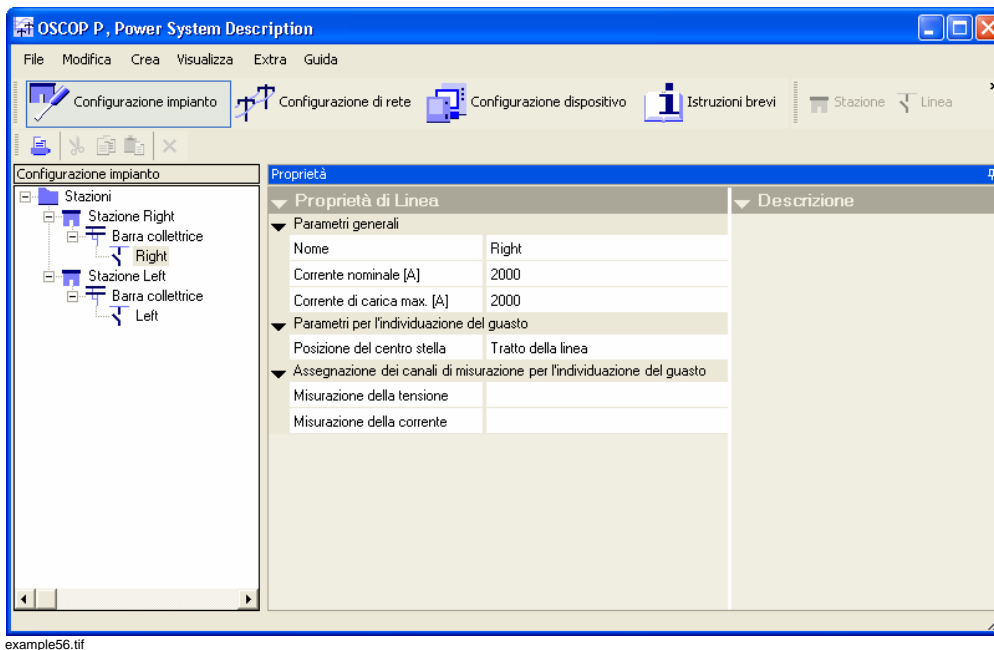 OSCOP P, Power System Description
File Modifica Crea Visualizza Extra Guida
Configurazione impianto Configurazione di rete Configurazione dispositivo Istruzioni brevi Stazione Linea
Configurazione impianto
Stazioni
Stazione Right
Barra collettrice
Right
Stazione Left
Barra collettrice
Left
Proprietà
Proprietà di Linea
Parametri generali
Nome Right
Corrente nominale [A] 2000
Corrente di carica max. [A] 2000
Parametri per l'individuazione del guasto
Posizione del centro stella Tratto della linea
Assegnazione dei canali di misurazione per l'individuazione del guasto
Misurazione della tensione
Misurazione della corrente
Descrizione
example56.tif